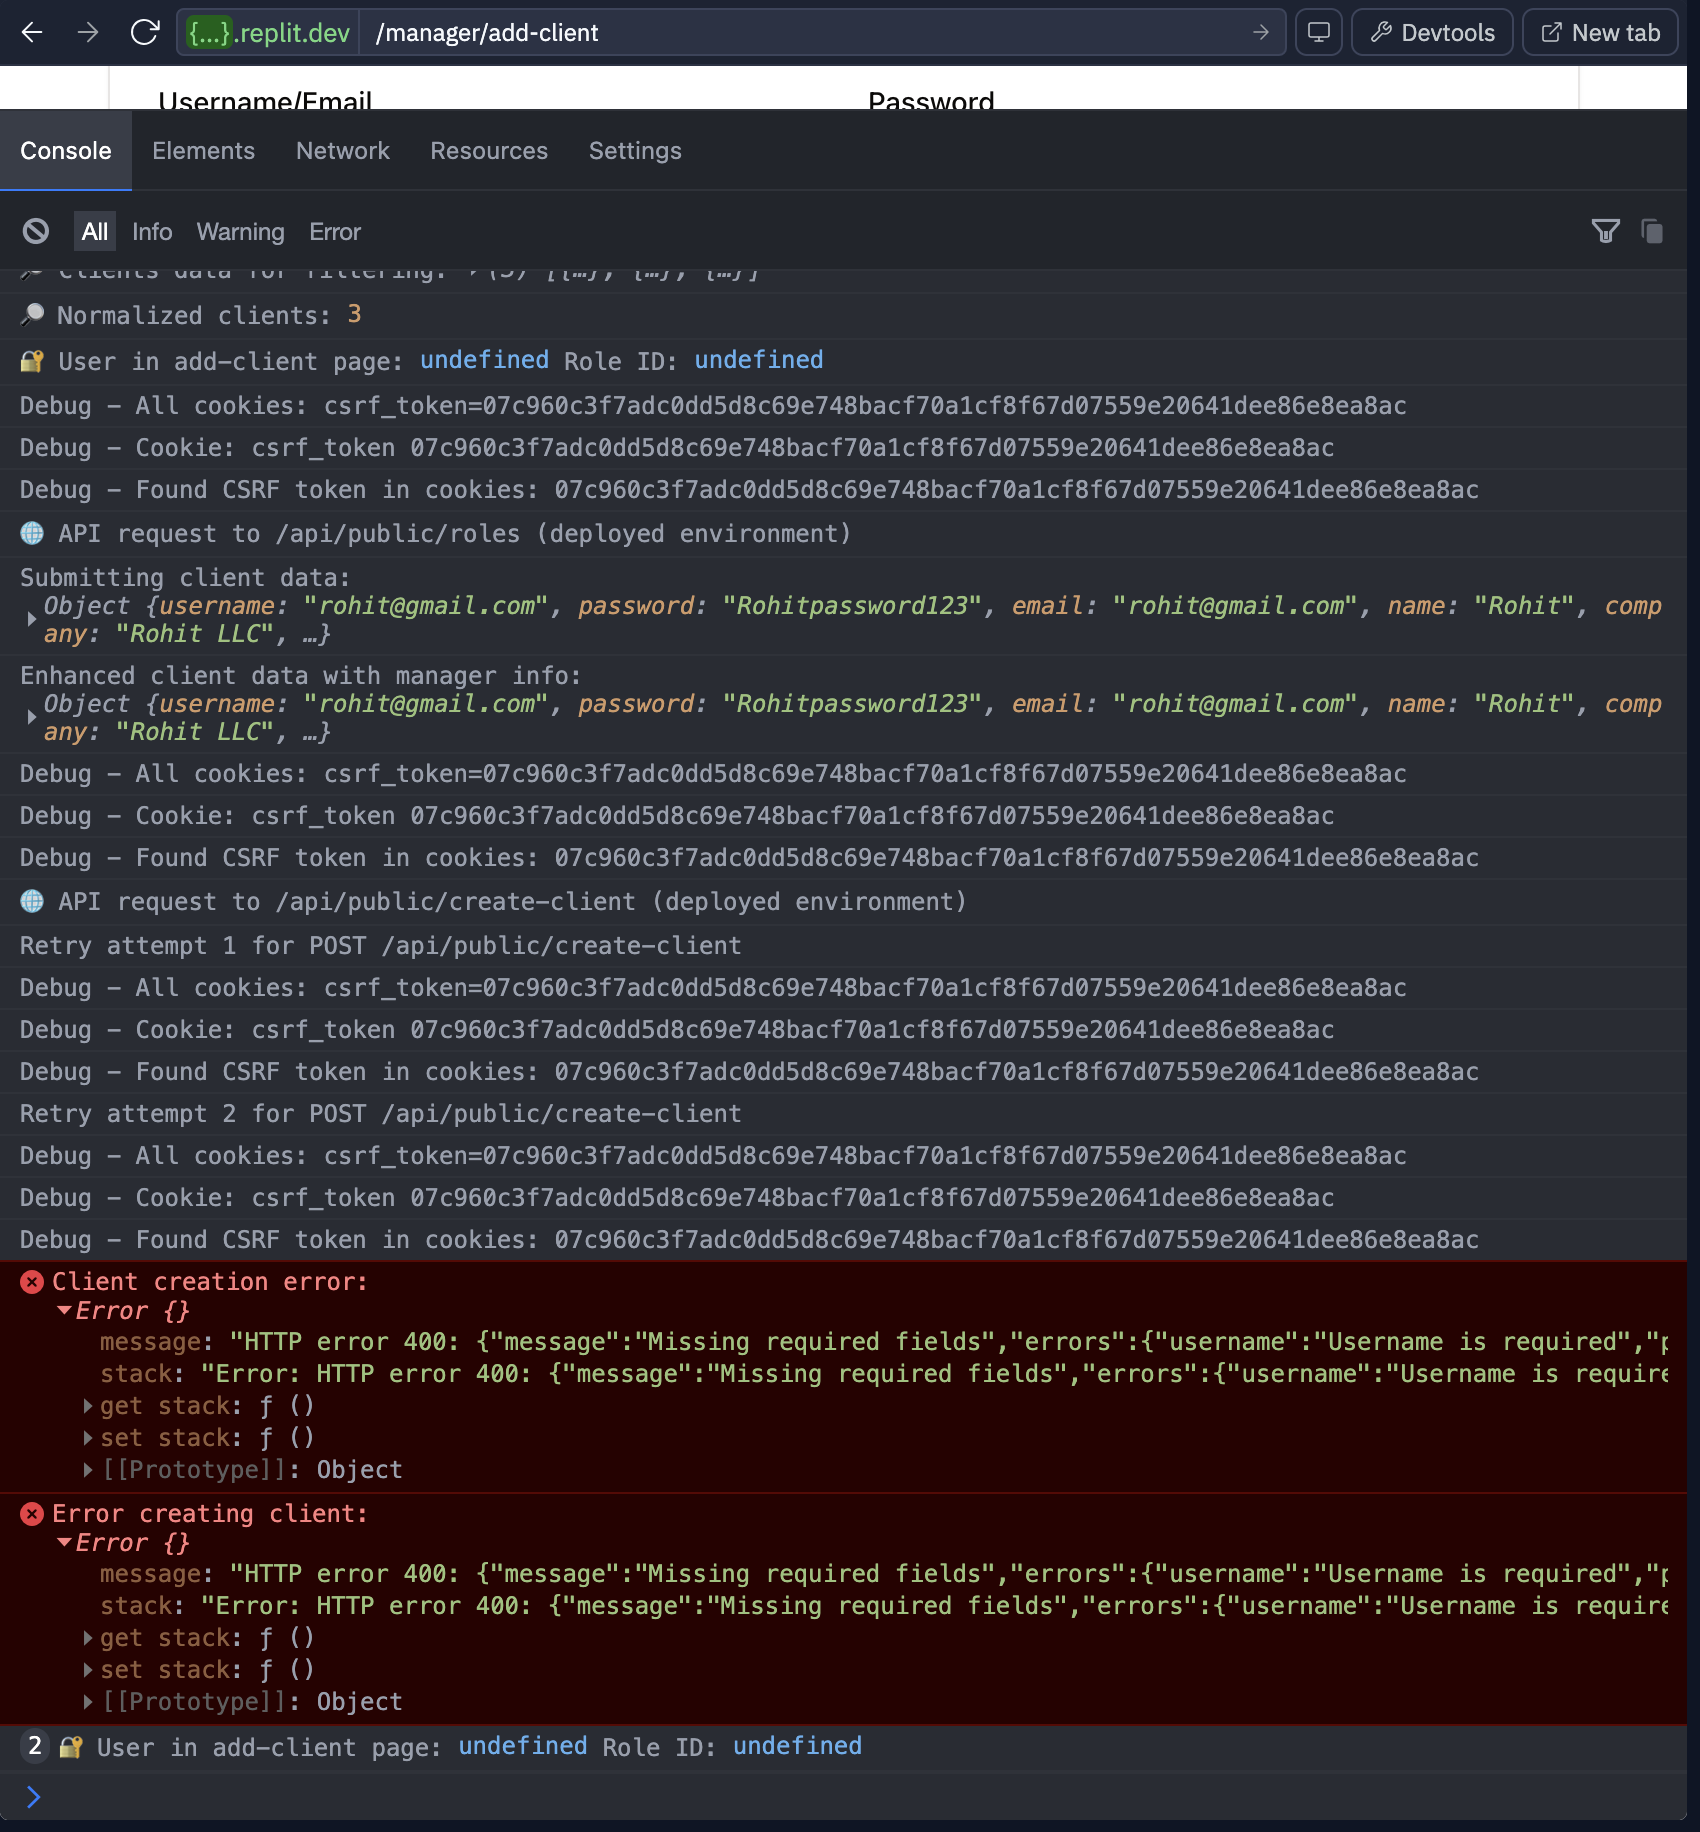 {...}.replit.dev /manager/add-client Devtools New tab
Username/Email Password
Console Elements Network Resources Settings
All Info Warning Error
Clients data for filtering: (3) [{…}, {…}, {…}]
Normalized clients: 3
User in add-client page: undefined Role ID: undefined
Debug – All cookies: csrf_token=07c960c3f7adc0dd5d8c69e748bacf70a1cf8f67d07559e20641dee86e8ea8ac
Debug – Cookie: csrf_token 07c960c3f7adc0dd5d8c69e748bacf70a1cf8f67d07559e20641dee86e8ea8ac
Debug – Found CSRF token in cookies: 07c960c3f7adc0dd5d8c69e748bacf70a1cf8f67d07559e20641dee86e8ea8ac
API request to /api/public/roles (deployed environment)
Submitting client data:
Object {username: "rohit@gmail.com", password: "Rohitpassword123", email: "rohit@gmail.com", name: "Rohit", comp
any: "Rohit LLC", …}
Enhanced client data with manager info:
Object {username: "rohit@gmail.com", password: "Rohitpassword123", email: "rohit@gmail.com", name: "Rohit", comp
any: "Rohit LLC", …}
Debug – All cookies: csrf_token=07c960c3f7adc0dd5d8c69e748bacf70a1cf8f67d07559e20641dee86e8ea8ac
Debug – Cookie: csrf_token 07c960c3f7adc0dd5d8c69e748bacf70a1cf8f67d07559e20641dee86e8ea8ac
Debug – Found CSRF token in cookies: 07c960c3f7adc0dd5d8c69e748bacf70a1cf8f67d07559e20641dee86e8ea8ac
API request to /api/public/create-client (deployed environment)
Retry attempt 1 for POST /api/public/create-client
Debug – All cookies: csrf_token=07c960c3f7adc0dd5d8c69e748bacf70a1cf8f67d07559e20641dee86e8ea8ac
Debug – Cookie: csrf_token 07c960c3f7adc0dd5d8c69e748bacf70a1cf8f67d07559e20641dee86e8ea8ac
Debug – Found CSRF token in cookies: 07c960c3f7adc0dd5d8c69e748bacf70a1cf8f67d07559e20641dee86e8ea8ac
Retry attempt 2 for POST /api/public/create-client
Debug – All cookies: csrf_token=07c960c3f7adc0dd5d8c69e748bacf70a1cf8f67d07559e20641dee86e8ea8ac
Debug – Cookie: csrf_token 07c960c3f7adc0dd5d8c69e748bacf70a1cf8f67d07559e20641dee86e8ea8ac
Debug – Found CSRF token in cookies: 07c960c3f7adc0dd5d8c69e748bacf70a1cf8f67d07559e20641dee86e8ea8ac
Client creation error:
Error {}
message: "HTTP error 400: {"message":"Missing required fields","errors":{"username":"Username is required","p
stack: "Error: HTTP error 400: {"message":"Missing required fields","errors":{"username":"Username is require
get stack: ƒ ()
set stack: ƒ ()
[[Prototype]]: Object
Error creating client:
Error {}
message: "HTTP error 400: {"message":"Missing required fields","errors":{"username":"Username is required","p
stack: "Error: HTTP error 400: {"message":"Missing required fields","errors":{"username":"Username is require
get stack: ƒ ()
set stack: ƒ ()
[[Prototype]]: Object
2 User in add-client page: undefined Role ID: undefined